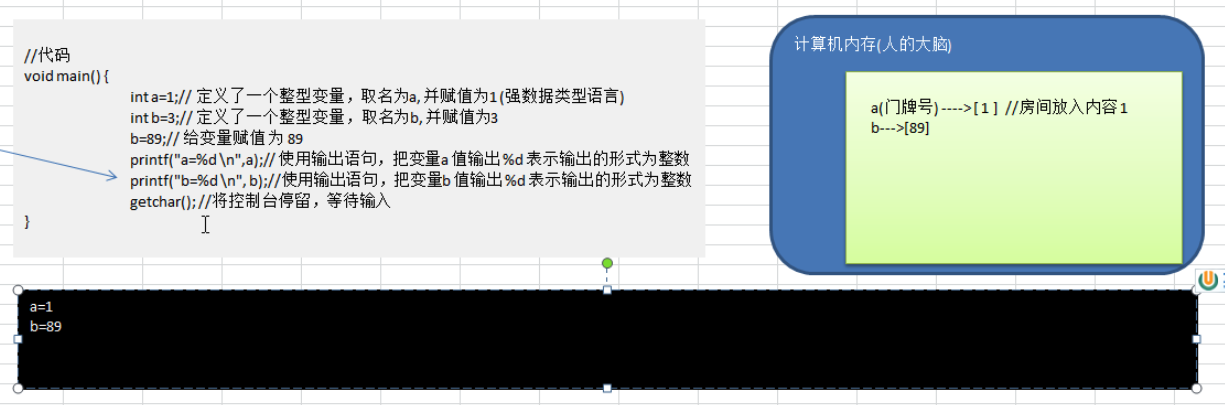 //代码
void main() {
int a=1;// 定义了一个整型变量，取名为a, 并赋值为1 (强数据类型语言)
int b=3;// 定义了一个整型变量，取名为b, 并赋值为3
b=89;// 给变量赋值为 89
printf("a=%d \n",a);// 使用输出语句，把变量a 值输出 %d 表示输出的形式为整数
printf("b=%d \n", b);//使用输出语句，把变量b 值输出 %d 表示输出的形式为整数
getchar(); //将控制台停留，等待输入
}
计算机内存(人的大脑)
a(门牌号) ---->[ 1 ] //房间放入内容 1
b--->[89]
a=1
b=89